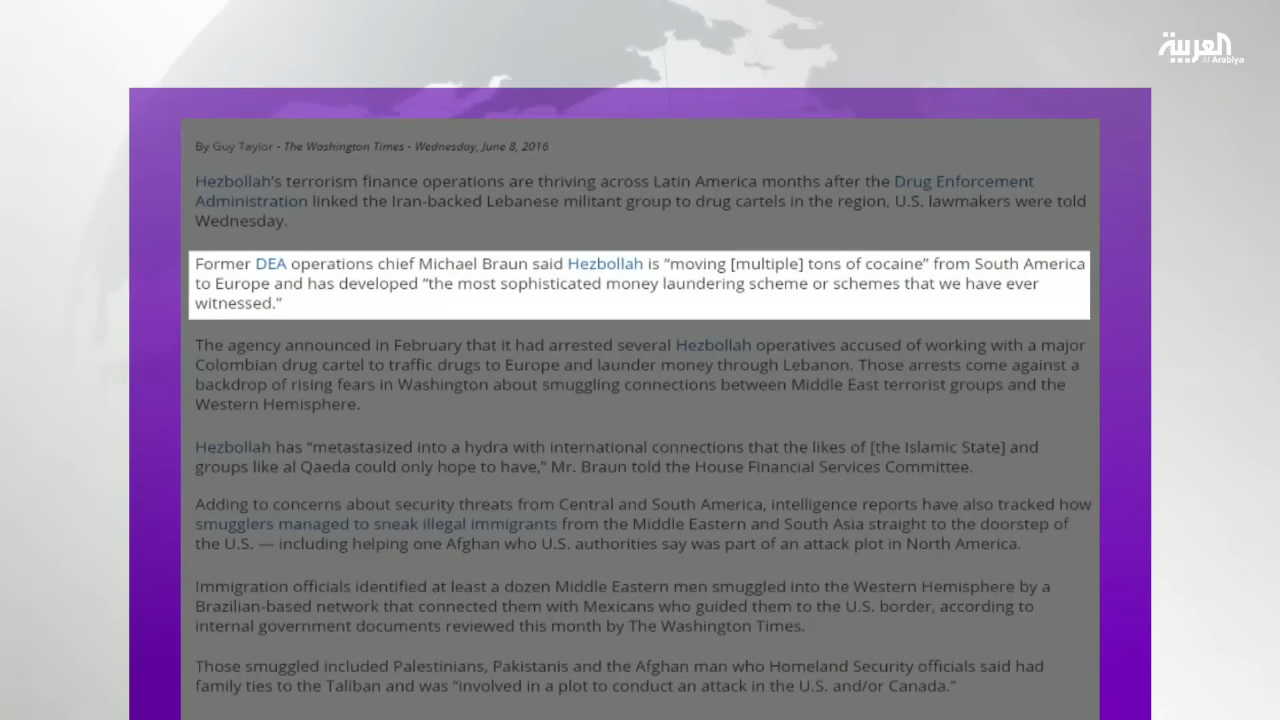 العربية
Al Arabiya
By Guy Taylor - The Washington Times - Wednesday, June 8, 2016
Hezbollah's terrorism finance operations are thriving across Latin America months after the Drug Enforcement
Administration linked the Iran-backed Lebanese militant group to drug cartels in the region, U.S. lawmakers were told
Wednesday.
Former DEA operations chief Michael Braun said Hezbollah is “moving [multiple] tons of cocaine” from South America
to Europe and has developed “the most sophisticated money laundering scheme or schemes that we have ever
witnessed.”
The agency announced in February that it had arrested several Hezbollah operatives accused of working with a major
Colombian drug cartel to traffic drugs to Europe and launder money through Lebanon. Those arrests come against a
backdrop of rising fears in Washington about smuggling connections between Middle East terrorist groups and the
Western Hemisphere.
Hezbollah has “metastasized into a hydra with international connections that the likes of [the Islamic State] and
groups like al Qaeda could only hope to have,” Mr. Braun told the House Financial Services Committee.
Adding to concerns about security threats from Central and South America, intelligence reports have also tracked how
smugglers managed to sneak illegal immigrants from the Middle Eastern and South Asia straight to the doorstep of
the U.S. — including helping one Afghan who U.S. authorities say was part of an attack plot in North America.
Immigration officials identified at least a dozen Middle Eastern men smuggled into the Western Hemisphere by a
Brazilian-based network that connected them with Mexicans who guided them to the U.S. border, according to
internal government documents reviewed this month by The Washington Times.
Those smuggled included Palestinians, Pakistanis and the Afghan man who Homeland Security officials said had
family ties to the Taliban and was “involved in a plot to conduct an attack in the U.S. and/or Canada.”